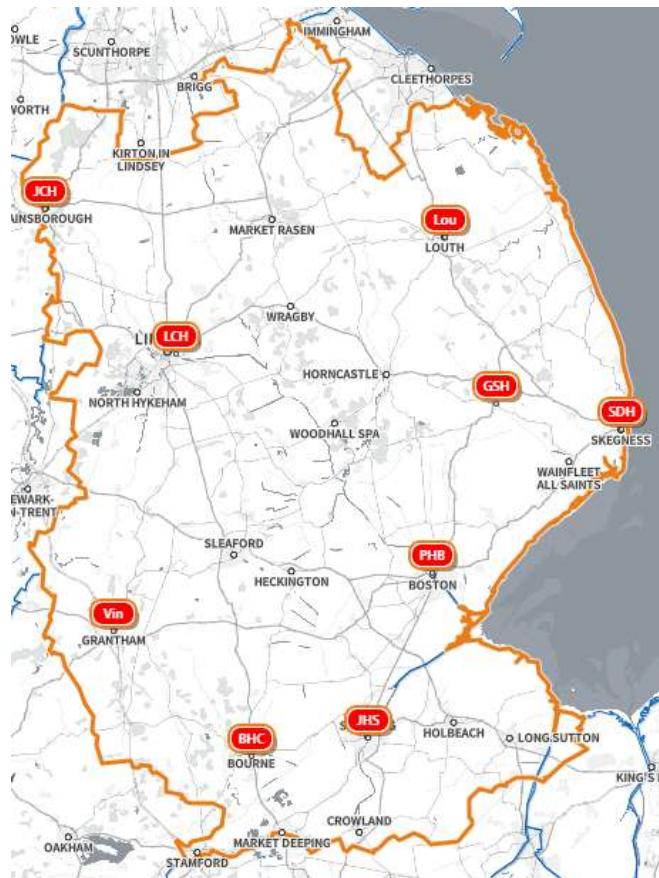 IMMINGHAM
OWLE
SCUNTHORPE
CLEETHORPES
BRIGG
WORTH
KIRTON IN
LINDSEY
JCH
AINSBOROUGH
Lou
MARKET RASEN
LOUTH
WRAGBY
LCH
LI
HORNCASTLE
GSH
NORTH HYKEHAM
SDH
WOODHALL SPA
SKEGNESS
WAINFLEET
ALL SAINTS
EWARK-
N-TRENT
SLEAFORD
PHB
HECKINGTON
BOSTON
Vin
GRANTHAM
JHS
S
G
HOLBEACH
BHC
LONG SUTTON
BOURNE
KING'S
CROWLAND
MARKET DEEPING
OAKHAM
STAMFORD